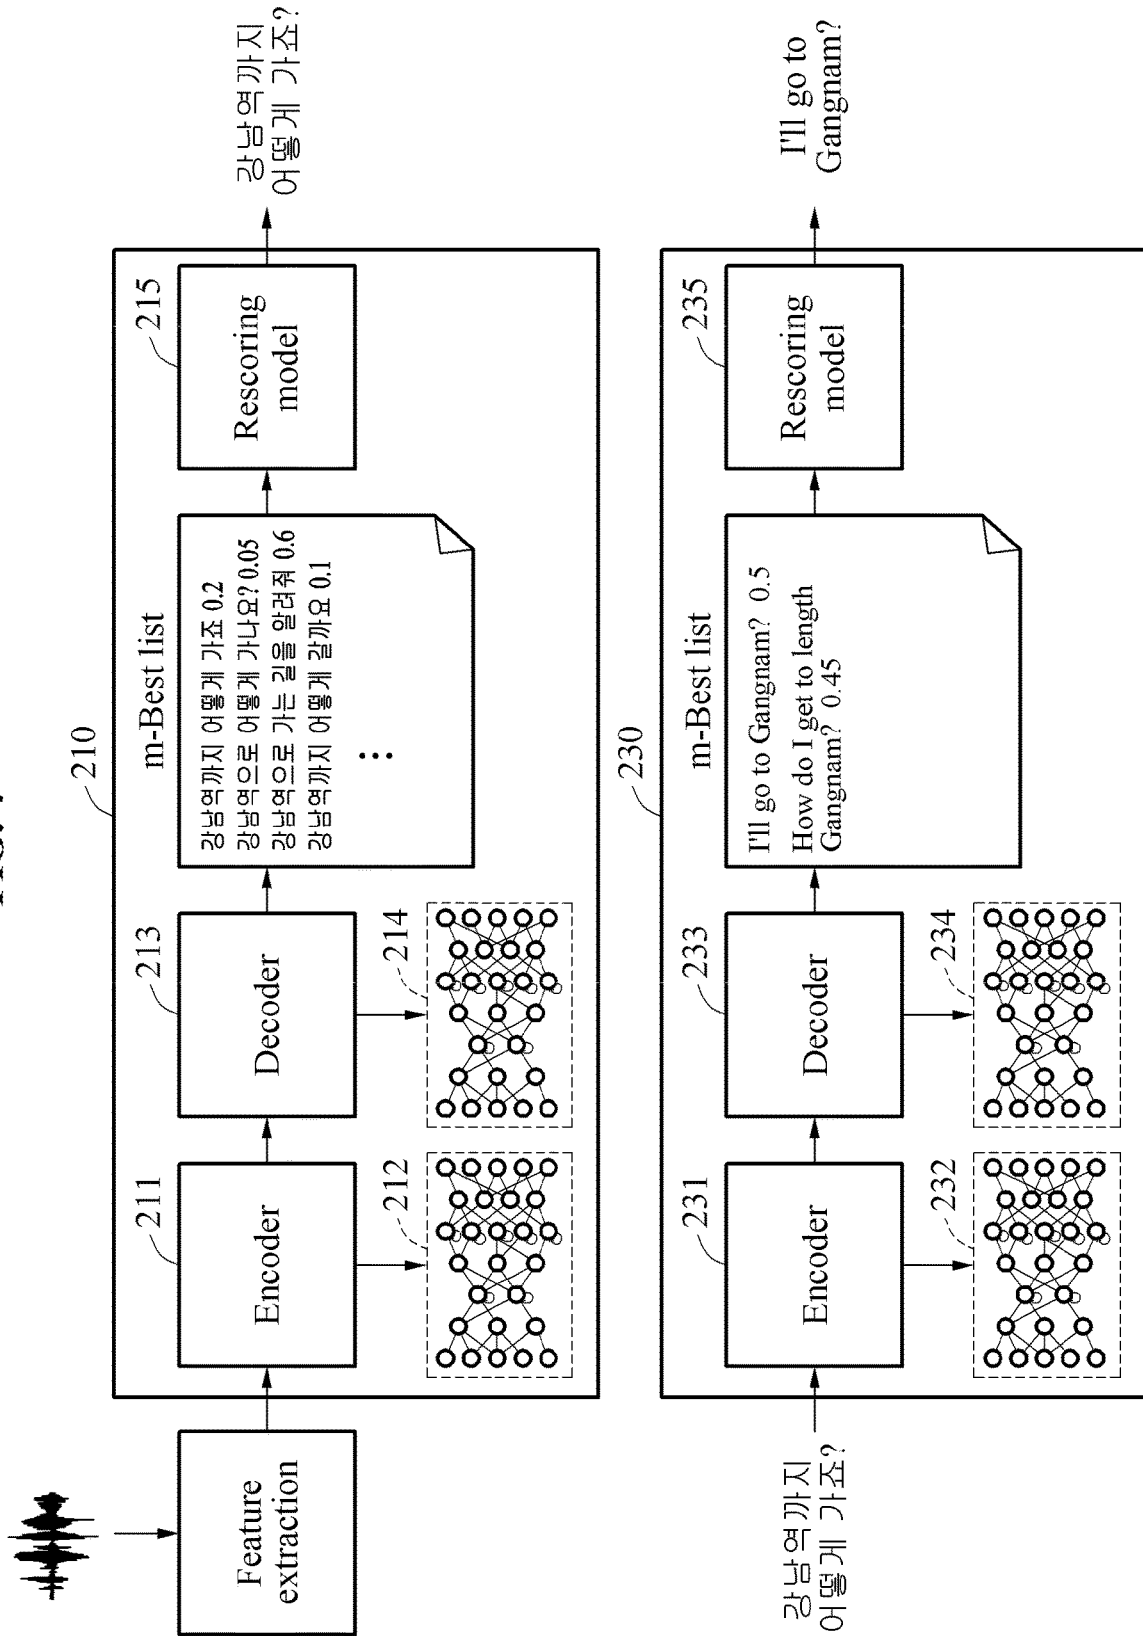 210
Feature
extraction
211
Encoder
212
213
Decoder
214
m-Best list
강남역까지 어떻게 가죠 0.2
강남역으로 어떻게 가나요? 0.05
강남역으로 가는 길을 알려줘 0.6
강남역까지 어떻게 갈까요 0.1
⋮
215
Rescoring
model
강남역까지
어떻게 가죠?
230
강남역까지
어떻게 가죠?
231
Encoder
232
233
Decoder
234
m-Best list
I'll go to Gangnam? 0.5
How do I get to length
Gangnam? 0.45
235
Rescoring
model
I'll go to
Gangnam?